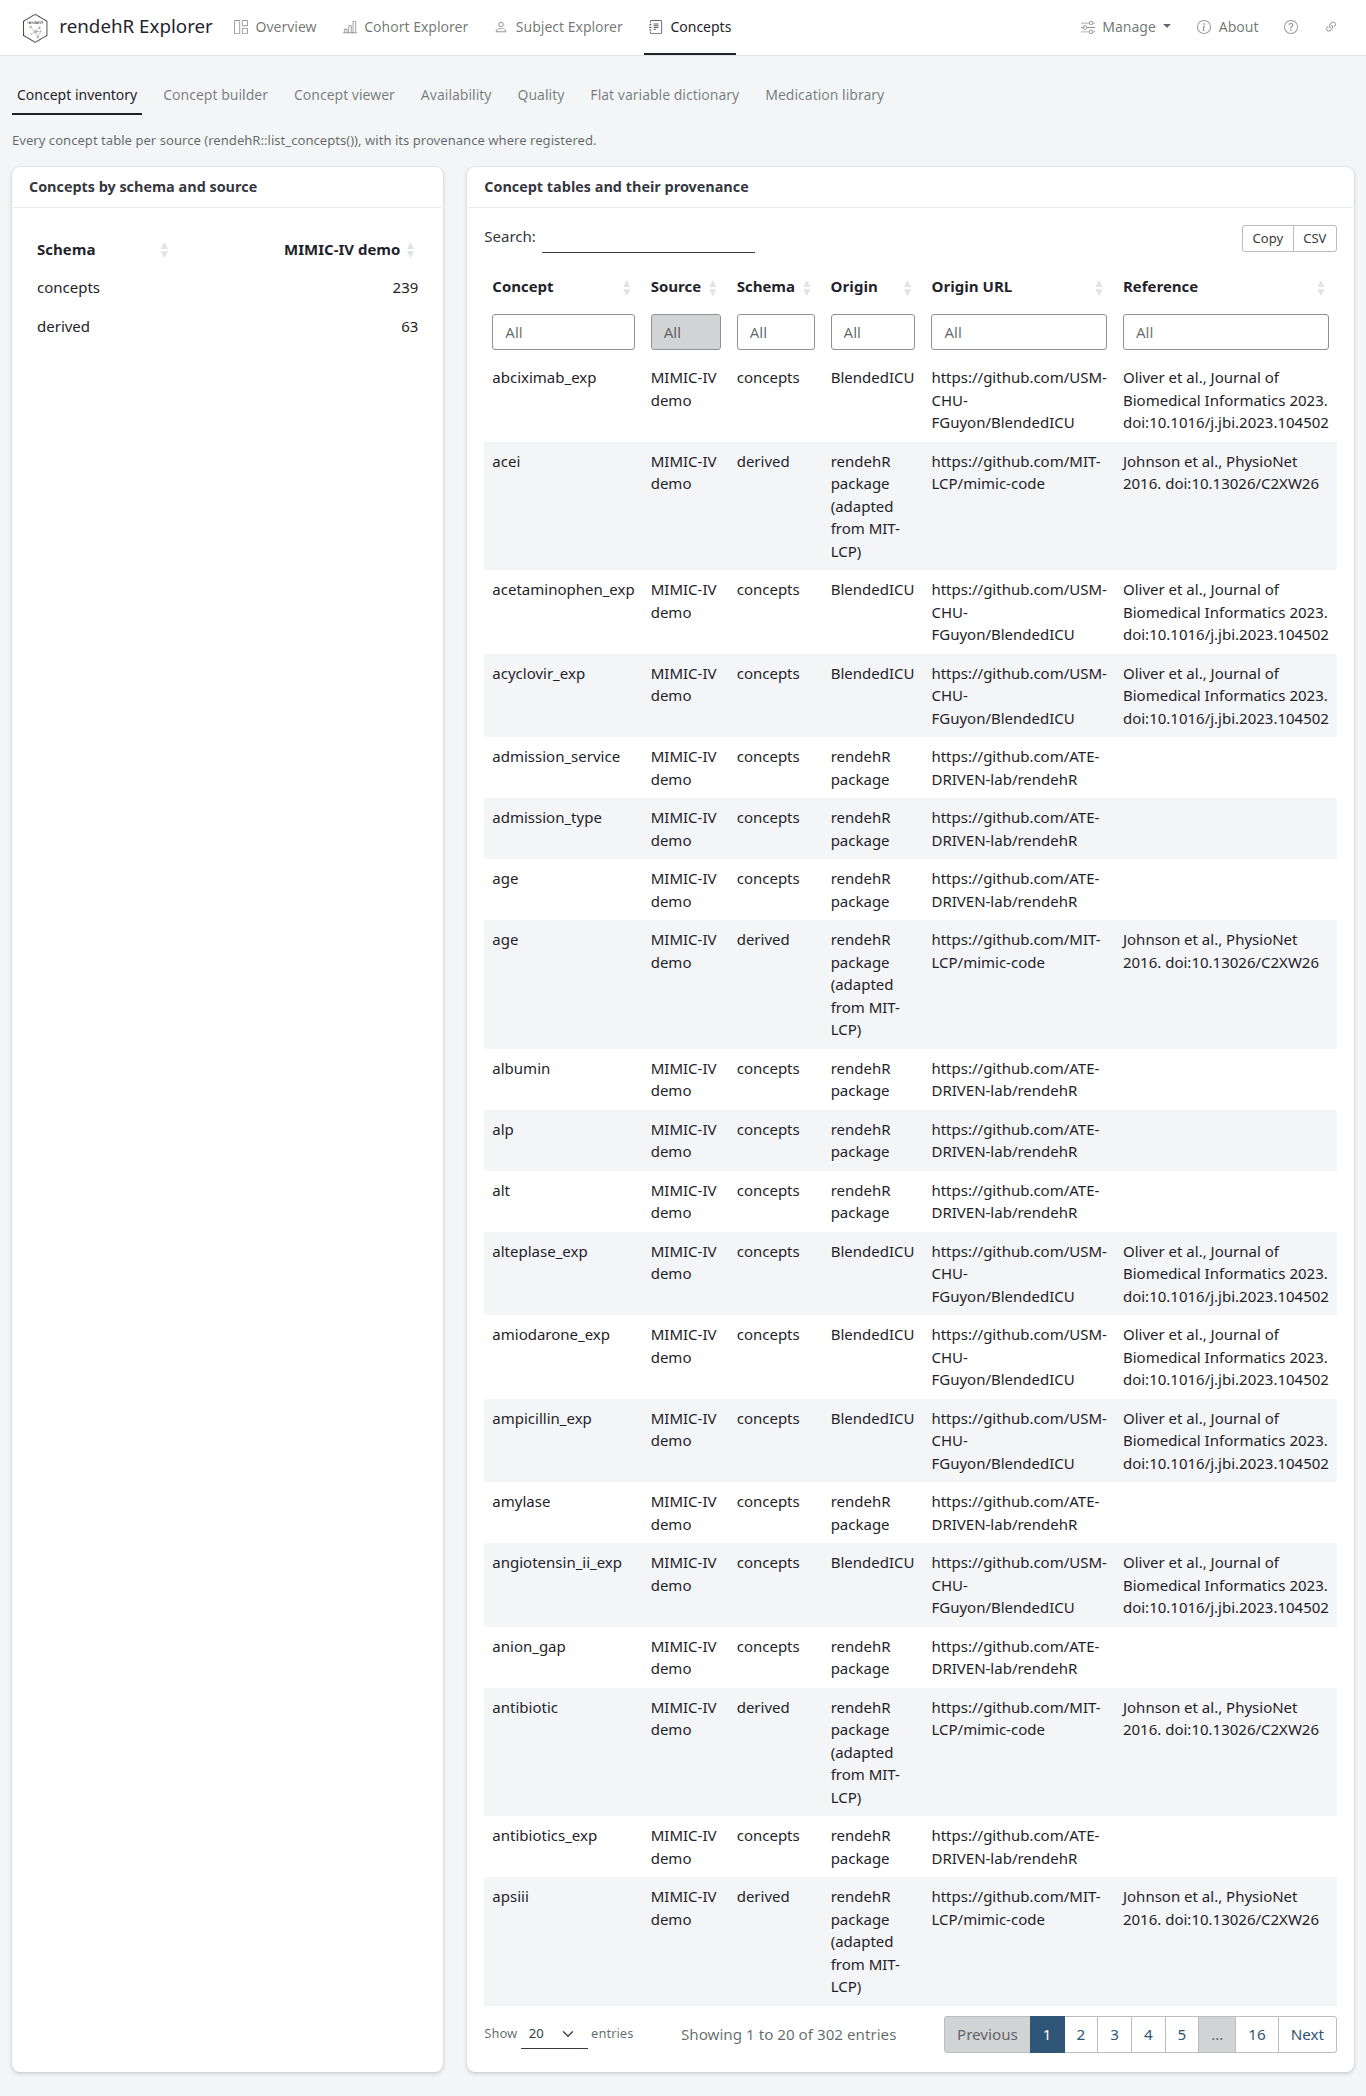 rendehR Explorer Overview Cohort Explorer Subject Explorer Concepts Manage About
Concept inventory Concept builder Concept viewer Availability Quality Flat variable dictionary Medication library
Every concept table per source (rendehR::list_concepts()), with its provenance where registered.
Concepts by schema and source
Schema MIMIC-IV demo
concepts 239
derived 63
Concept tables and their provenance
Search: Copy CSV
Concept Source Schema Origin Origin URL Reference
All All All All All All
abciximab_exp MIMIC-IV concepts BlendedICU https://github.com/USM- Oliver et al., Journal of
demo CHU- Biomedical Informatics 2023.
FGuyon/BlendedICU doi:10.1016/j.jbi.2023.104502
acei MIMIC-IV derived rendehR https://github.com/MIT- Johnson et al., PhysioNet
demo package LCP/mimic-code 2016. doi:10.13026/C2XW26
(adapted
from MIT-
LCP)
acetaminophen_exp MIMIC-IV concepts BlendedICU https://github.com/USM- Oliver et al., Journal of
demo CHU- Biomedical Informatics 2023.
FGuyon/BlendedICU doi:10.1016/j.jbi.2023.104502
acyclovir_exp MIMIC-IV concepts BlendedICU https://github.com/USM- Oliver et al., Journal of
demo CHU- Biomedical Informatics 2023.
FGuyon/BlendedICU doi:10.1016/j.jbi.2023.104502
admission_service MIMIC-IV concepts rendehR https://github.com/ATE-
demo package DRIVEN-lab/rendehR
admission_type MIMIC-IV concepts rendehR https://github.com/ATE-
demo package DRIVEN-lab/rendehR
age MIMIC-IV concepts rendehR https://github.com/ATE-
demo package DRIVEN-lab/rendehR
age MIMIC-IV derived rendehR https://github.com/MIT- Johnson et al., PhysioNet
demo package LCP/mimic-code 2016. doi:10.13026/C2XW26
(adapted
from MIT-
LCP)
albumin MIMIC-IV concepts rendehR https://github.com/ATE-
demo package DRIVEN-lab/rendehR
alp MIMIC-IV concepts rendehR https://github.com/ATE-
demo package DRIVEN-lab/rendehR
alt MIMIC-IV concepts rendehR https://github.com/ATE-
demo package DRIVEN-lab/rendehR
alteplase_exp MIMIC-IV concepts BlendedICU https://github.com/USM- Oliver et al., Journal of
demo CHU- Biomedical Informatics 2023.
FGuyon/BlendedICU doi:10.1016/j.jbi.2023.104502
amiodarone_exp MIMIC-IV concepts BlendedICU https://github.com/USM- Oliver et al., Journal of
demo CHU- Biomedical Informatics 2023.
FGuyon/BlendedICU doi:10.1016/j.jbi.2023.104502
ampicillin_exp MIMIC-IV concepts BlendedICU https://github.com/USM- Oliver et al., Journal of
demo CHU- Biomedical Informatics 2023.
FGuyon/BlendedICU doi:10.1016/j.jbi.2023.104502
amylase MIMIC-IV concepts rendehR https://github.com/ATE-
demo package DRIVEN-lab/rendehR
angiotensin_ii_exp MIMIC-IV concepts BlendedICU https://github.com/USM- Oliver et al., Journal of
demo CHU- Biomedical Informatics 2023.
FGuyon/BlendedICU doi:10.1016/j.jbi.2023.104502
anion_gap MIMIC-IV concepts rendehR https://github.com/ATE-
demo package DRIVEN-lab/rendehR
antibiotic MIMIC-IV derived rendehR https://github.com/MIT- Johnson et al., PhysioNet
demo package LCP/mimic-code 2016. doi:10.13026/C2XW26
(adapted
from MIT-
LCP)
antibiotics_exp MIMIC-IV concepts rendehR https://github.com/ATE-
demo package DRIVEN-lab/rendehR
apsiii MIMIC-IV derived rendehR https://github.com/MIT- Johnson et al., PhysioNet
demo package LCP/mimic-code 2016. doi:10.13026/C2XW26
(adapted
from MIT-
LCP)
Show 20 entries Showing 1 to 20 of 302 entries Previous 1 2 3 4 5 ... 16 Next